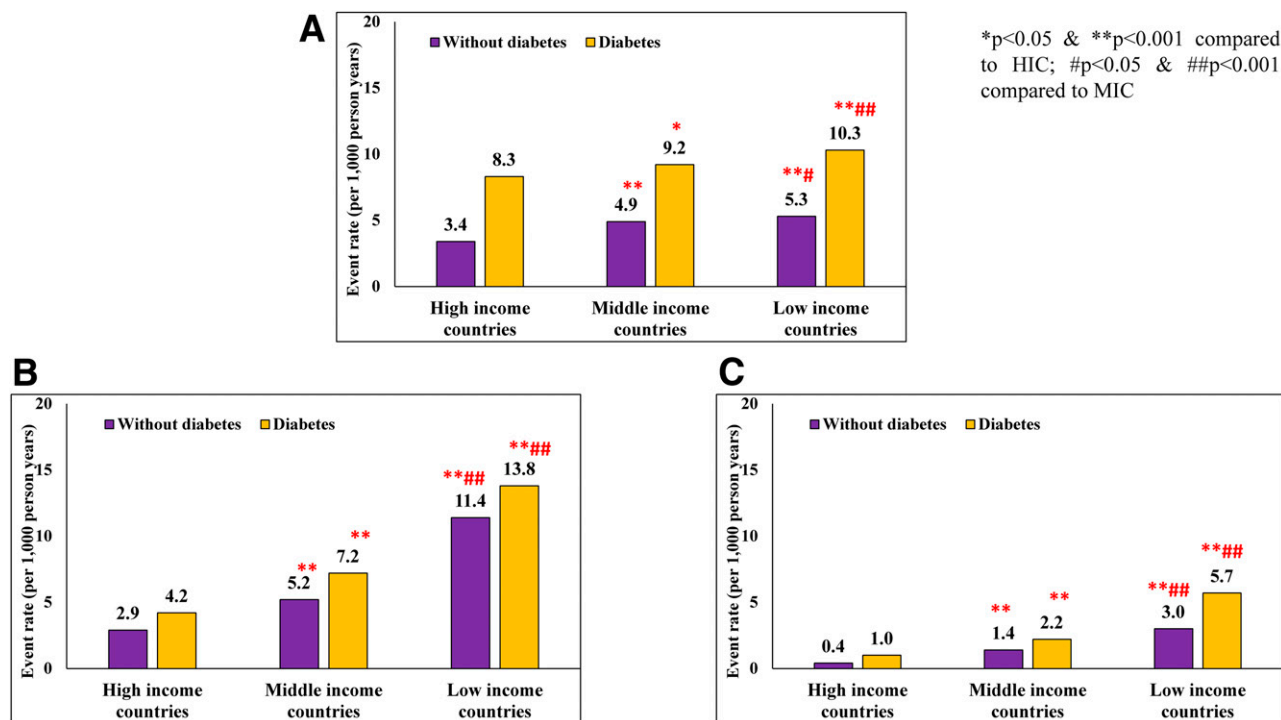 A
20
15
10
5
0
Event rate (per 1,000 person years)
Without diabetes Diabetes
3.4
8.3
**
4.9
*
9.2
**#
5.3
**##
10.3
High income
countries
Middle income
countries
Low income
countries
*p<0.05 & **p<0.001 compared
to HIC; #p<0.05 & ##p<0.001
compared to MIC
B
20
15
10
5
0
Event rate (per 1,000 person years)
Without diabetes Diabetes
2.9
4.2
**
5.2
**
7.2
**##
11.4
**##
13.8
High income
countries
Middle income
countries
Low income
countries
C
20
15
10
5
0
Event rate (per 1,000 person years)
Without diabetes Diabetes
0.4
1.0
**
1.4
**
2.2
**##
3.0
**##
5.7
High income
countries
Middle income
countries
Low income
countries